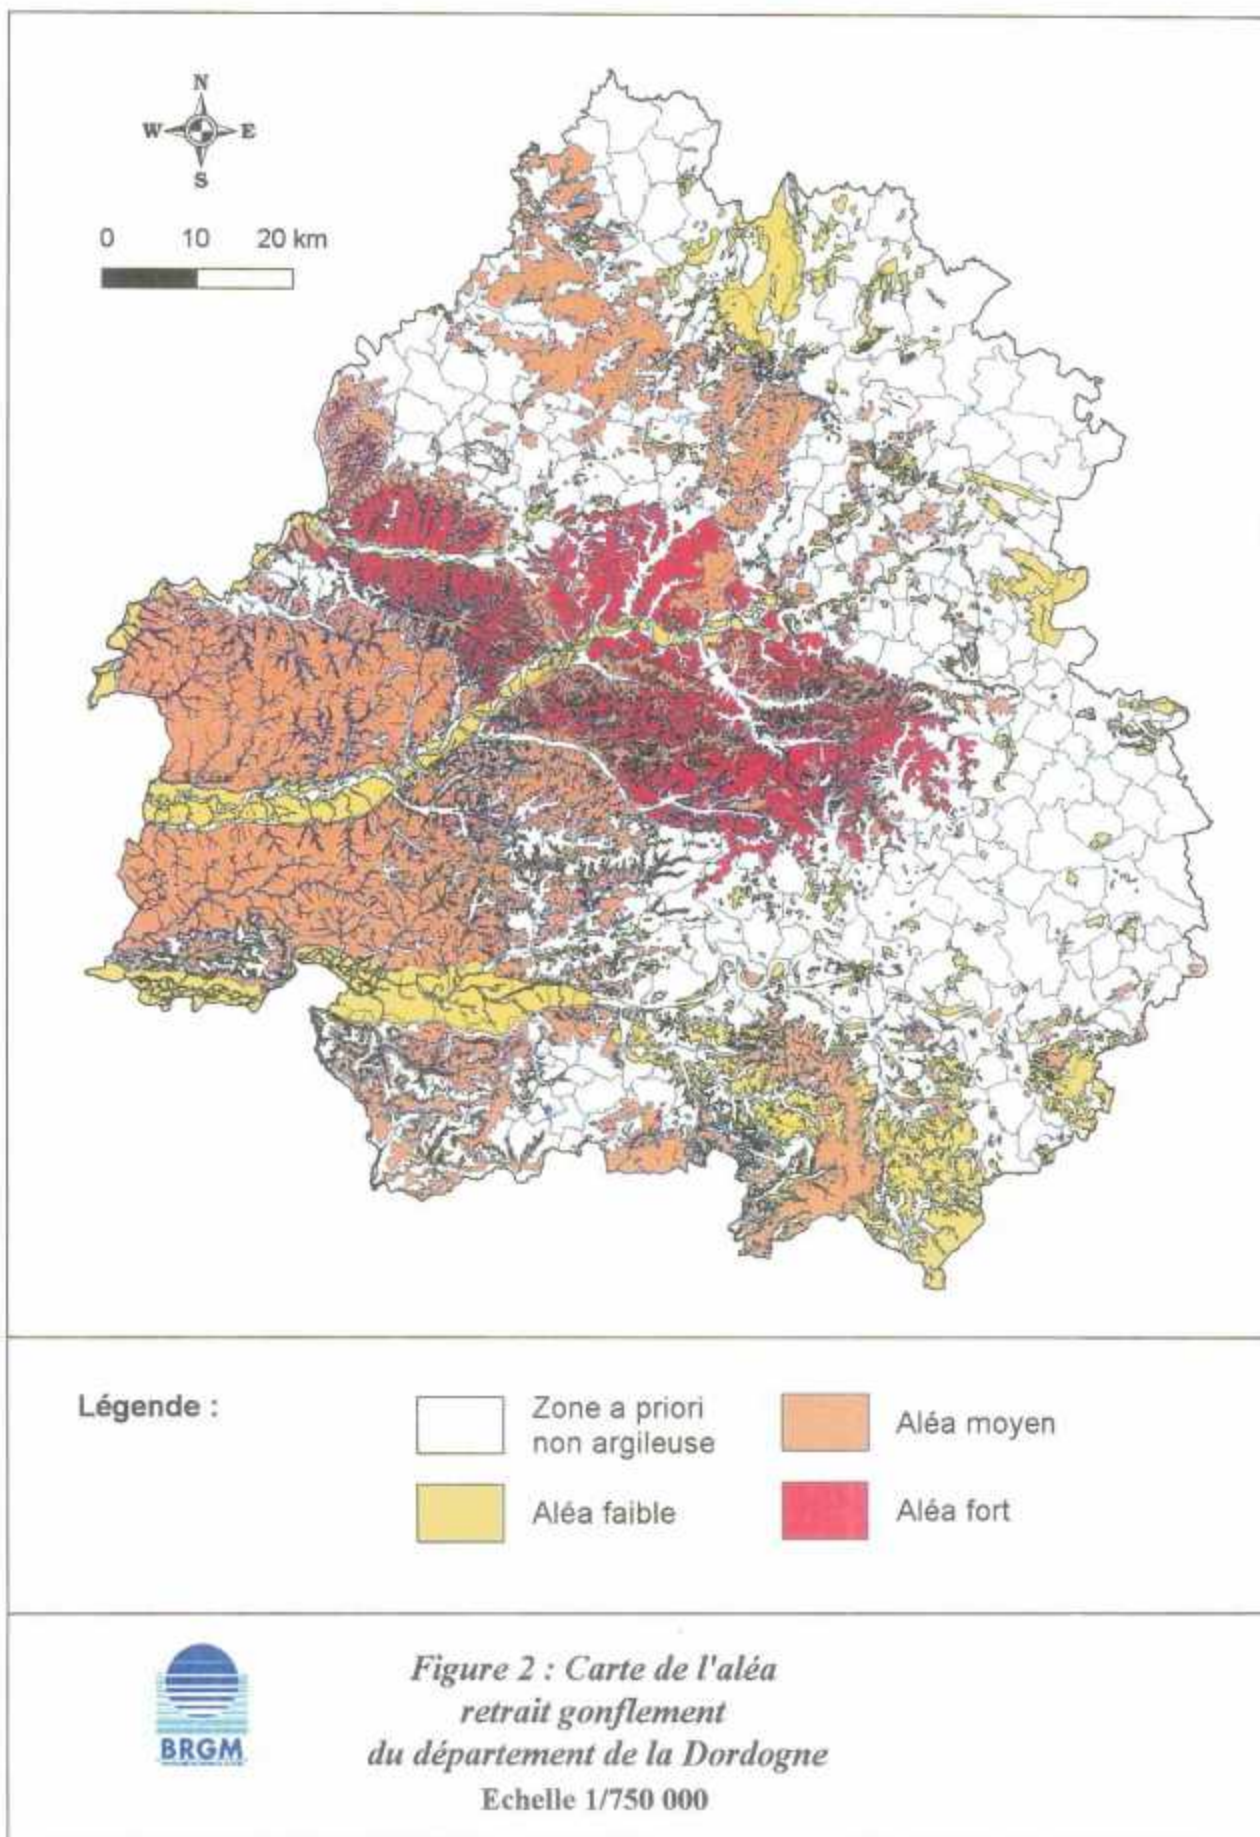 N
W E
S
0 10 20 km
Légende :
Zone a priori
non argileuse
Aléa moyen
Aléa faible
Aléa fort
BRGM
Figure 2 : Carte de l'aléa
retrait gonflement
du département de la Dordogne
Echelle 1/750 000